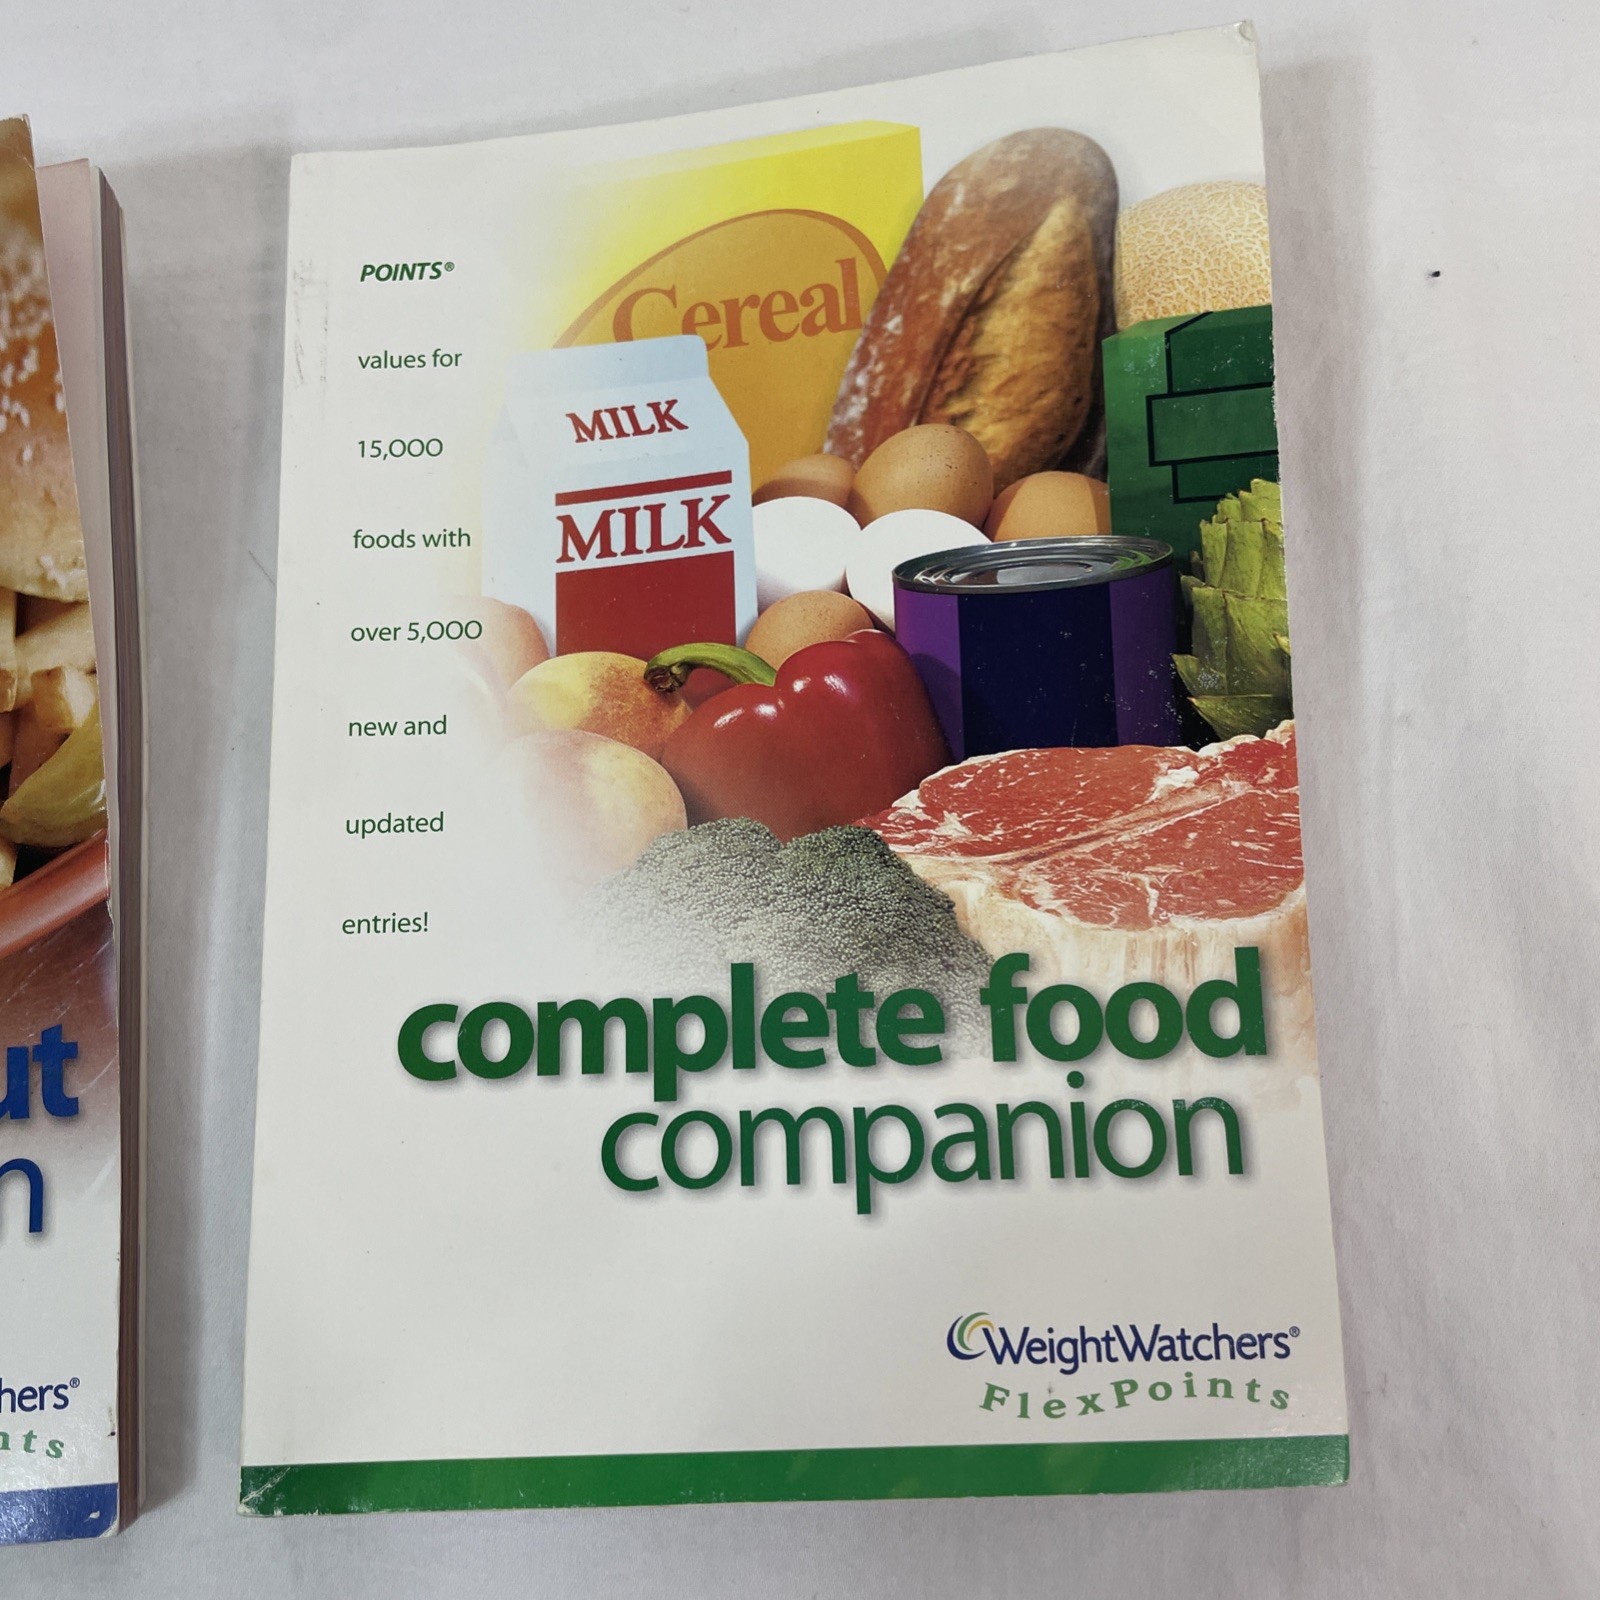 POINTS®
values for
15,000
foods with
over 5,000
new and
updated
entries!
Cereal
MILK
MILK
complete food
companion
WeightWatchers®
FlexPoints
ut
n
hers®
nts